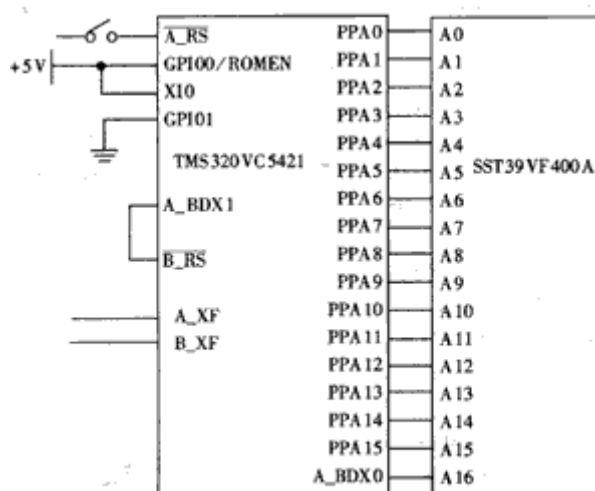 A_RS
+5V
GPIO0/ROMEN
XIO
GPIO1
TMS320VC5421
A_BDX1
B_RS
A_XF
B_XF
PPA0 A0
PPA1 A1
PPA2 A2
PPA3 A3
PPA4 A4
PPA5 A5
SST39VF400A
PPA6 A6
PPA7 A7
PPA8 A8
PPA9 A9
PPA10 A10
PPA11 A11
PPA12 A12
PPA13 A13
PPA14 A14
PPA15 A15
A_BDX0 A16